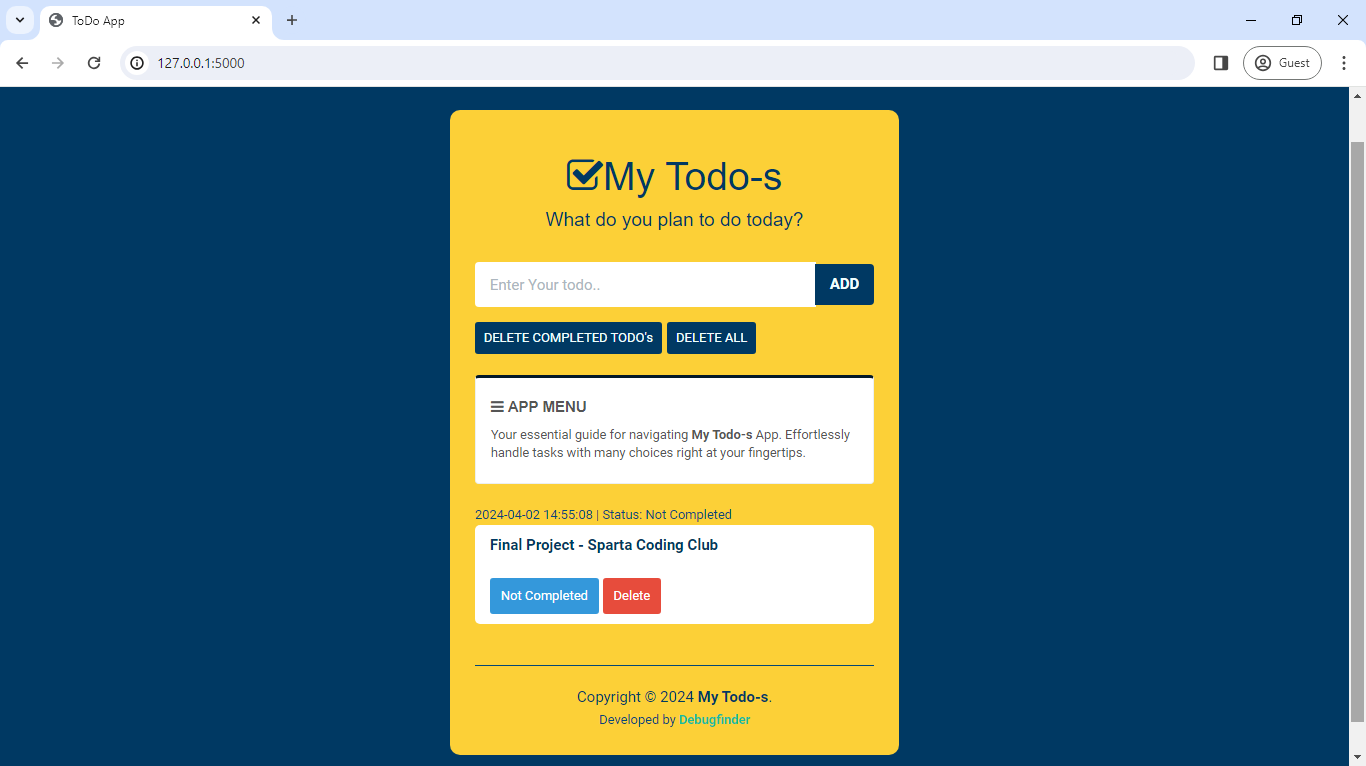 ToDo App
127.0.0.1:5000
Guest
My Todo-s
What do you plan to do today?
Enter Your todo..
ADD
DELETE COMPLETED TODO's
DELETE ALL
APP MENU
Your essential guide for navigating My Todo-s App. Effortlessly
handle tasks with many choices right at your fingertips.
2024-04-02 14:55:08 | Status: Not Completed
Final Project - Sparta Coding Club
Not Completed
Delete
Copyright © 2024 My Todo-s.
Developed by Debugfinder